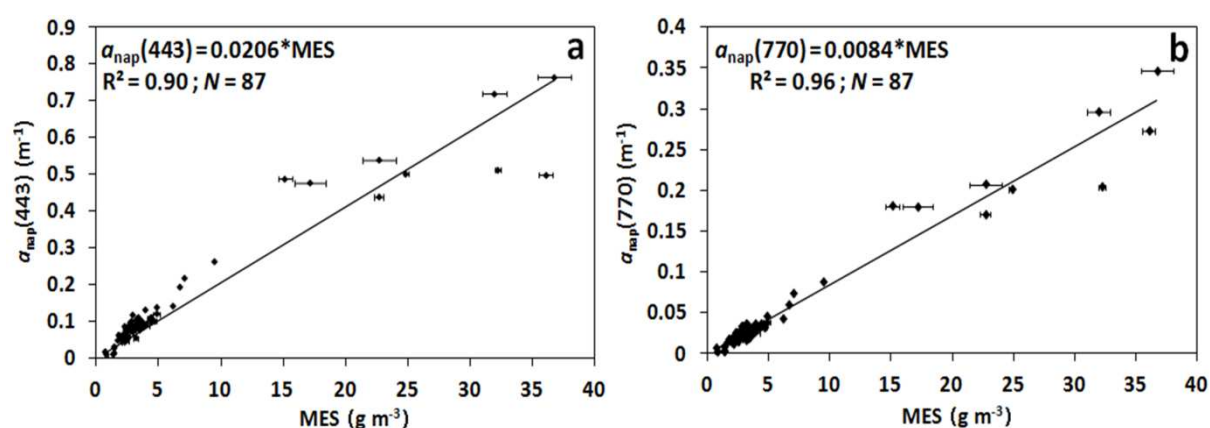 a
a_nap(443) = 0.0206*MES
R² = 0.90 ; N = 87
a_nap(443) (m⁻¹)
0.9
0.8
0.7
0.6
0.5
0.4
0.3
0.2
0.1
0
0 5 10 15 20 25 30 35 40
MES (g m⁻³)
b
a_nap(770) = 0.0084*MES
R² = 0.96 ; N = 87
a_nap(770) (m⁻¹)
0.4
0.35
0.3
0.25
0.2
0.15
0.1
0.05
0
0 5 10 15 20 25 30 35 40
MES (g m⁻³)